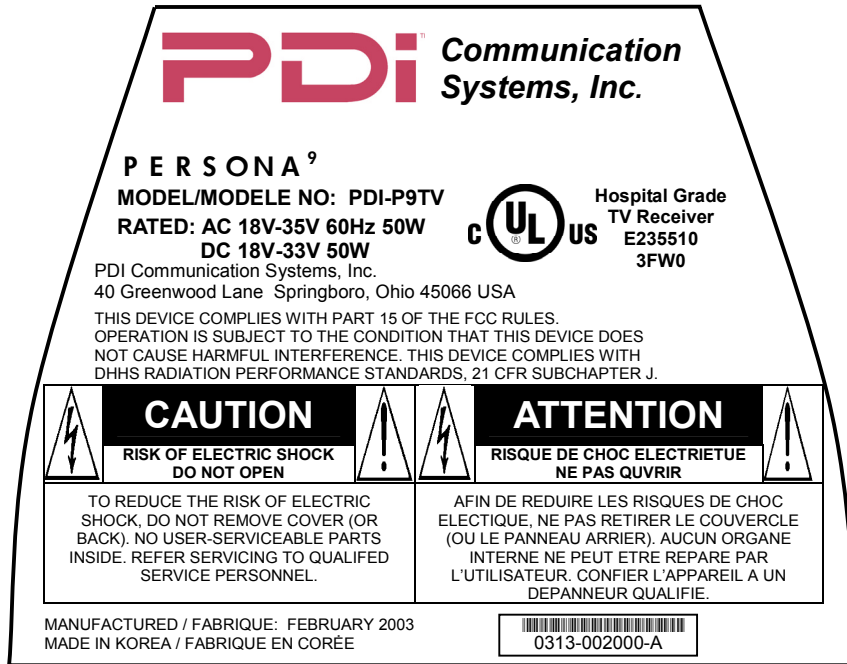 PDi TI Communication
Systems, Inc.
PERSONA 9
MODEL/MODELE NO: PDI-P9TV
RATED: AC 18V-35V 60Hz 50W
DC 18V-33V 50W
C UL ® US
Hospital Grade
TV Receiver
E235510
3FW0
PDI Communication Systems, Inc.
40 Greenwood Lane Springboro, Ohio 45066 USA
THIS DEVICE COMPLIES WITH PART 15 OF THE FCC RULES.
OPERATION IS SUBJECT TO THE CONDITION THAT THIS DEVICE DOES
NOT CAUSE HARMFUL INTERFERENCE. THIS DEVICE COMPLIES WITH
DHHS RADIATION PERFORMANCE STANDARDS, 21 CFR SUBCHAPTER J.
CAUTION
RISK OF ELECTRIC SHOCK
DO NOT OPEN
TO REDUCE THE RISK OF ELECTRIC
SHOCK, DO NOT REMOVE COVER (OR
BACK). NO USER-SERVICEABLE PARTS
INSIDE. REFER SERVICING TO QUALIFED
SERVICE PERSONNEL.
ATTENTION
RISQUE DE CHOC ELECTRIETUE
NE PAS QUVRIR
AFIN DE REDUIRE LES RISQUES DE CHOC
ELECTIQUE, NE PAS RETIRER LE COUVERCLE
(OU LE PANNEAU ARRIER). AUCUN ORGANE
INTERNE NE PEUT ETRE REPARE PAR
L'UTILISATEUR. CONFIER L'APPAREIL A UN
DEPANNEUR QUALIFIE.
MANUFACTURED / FABRIQUE: FEBRUARY 2003
MADE IN KOREA / FABRIQUE EN CORÉE
0313-002000-A